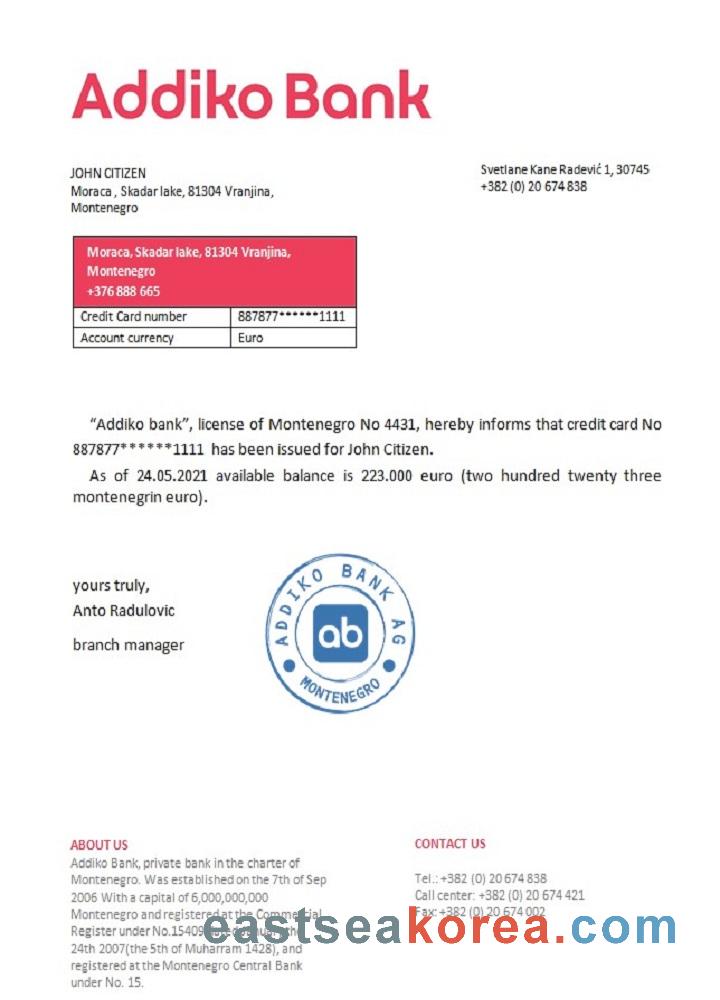 Addiko Bank
JOHN CITIZEN
Moraca , Skadar lake, 81304 Vranjina,
Montenegro
Svetlane Kane Radević 1, 30745
+382 (0) 20 674 838
Moraca, Skadar lake, 81304 Vranjina,
Montenegro
+376 888 665
Credit Card number 887877******1111
Account currency Euro
“Addiko bank”, license of Montenegro No 4431, hereby informs that credit card No
887877******1111 has been issued for John Citizen.
As of 24.05.2021 available balance is 223.000 euro (two hundred twenty three
montenegrin euro).
yours truly,
Anto Radulovic
branch manager
ADDIKO BANK AG
ab
MONTENEGRO
ABOUT US
Addiko Bank, private bank in the charter of
Montenegro. Was established on the 7th of Sep
2006 With a capital of 6,000,000,000
Montenegro and registered at the Commercial
Register under No.15409
24th 2007(the 5th of Muharram 1428), and
registered at the Montenegro Central Bank
under No. 15.
CONTACT US
Tel.: +382 (0) 20 674 838
Call center: +382 (0) 20 674 421
Fax: +382 (0) 20 674 002
eastseakorea.com